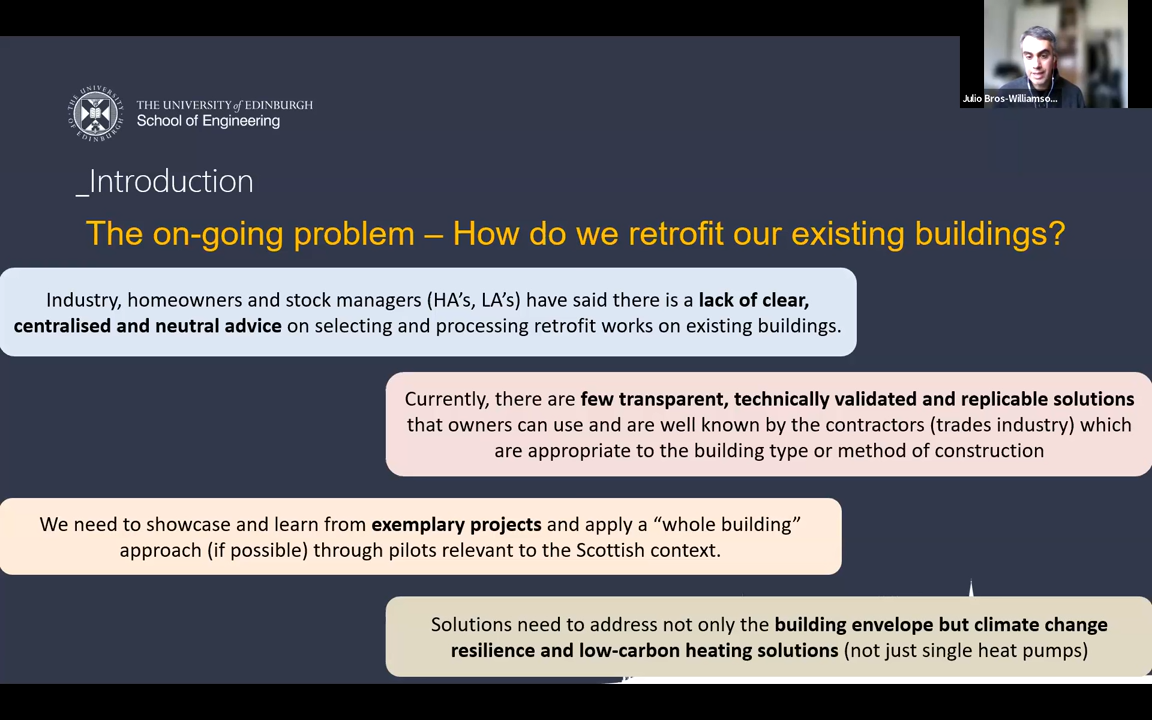 Julio Bros-Williamso...
THE UNIVERSITY of EDINBURGH
School of Engineering
THE UNIVERSITY OF EDINBURGH
_Introduction
The on-going problem – How do we retrofit our existing buildings?
Industry, homeowners and stock managers (HA's, LA's) have said there is a lack of clear,
centralised and neutral advice on selecting and processing retrofit works on existing buildings.
Currently, there are few transparent, technically validated and replicable solutions
that owners can use and are well known by the contractors (trades industry) which
are appropriate to the building type or method of construction
We need to showcase and learn from exemplary projects and apply a “whole building”
approach (if possible) through pilots relevant to the Scottish context.
Solutions need to address not only the building envelope but climate change
resilience and low-carbon heating solutions (not just single heat pumps)